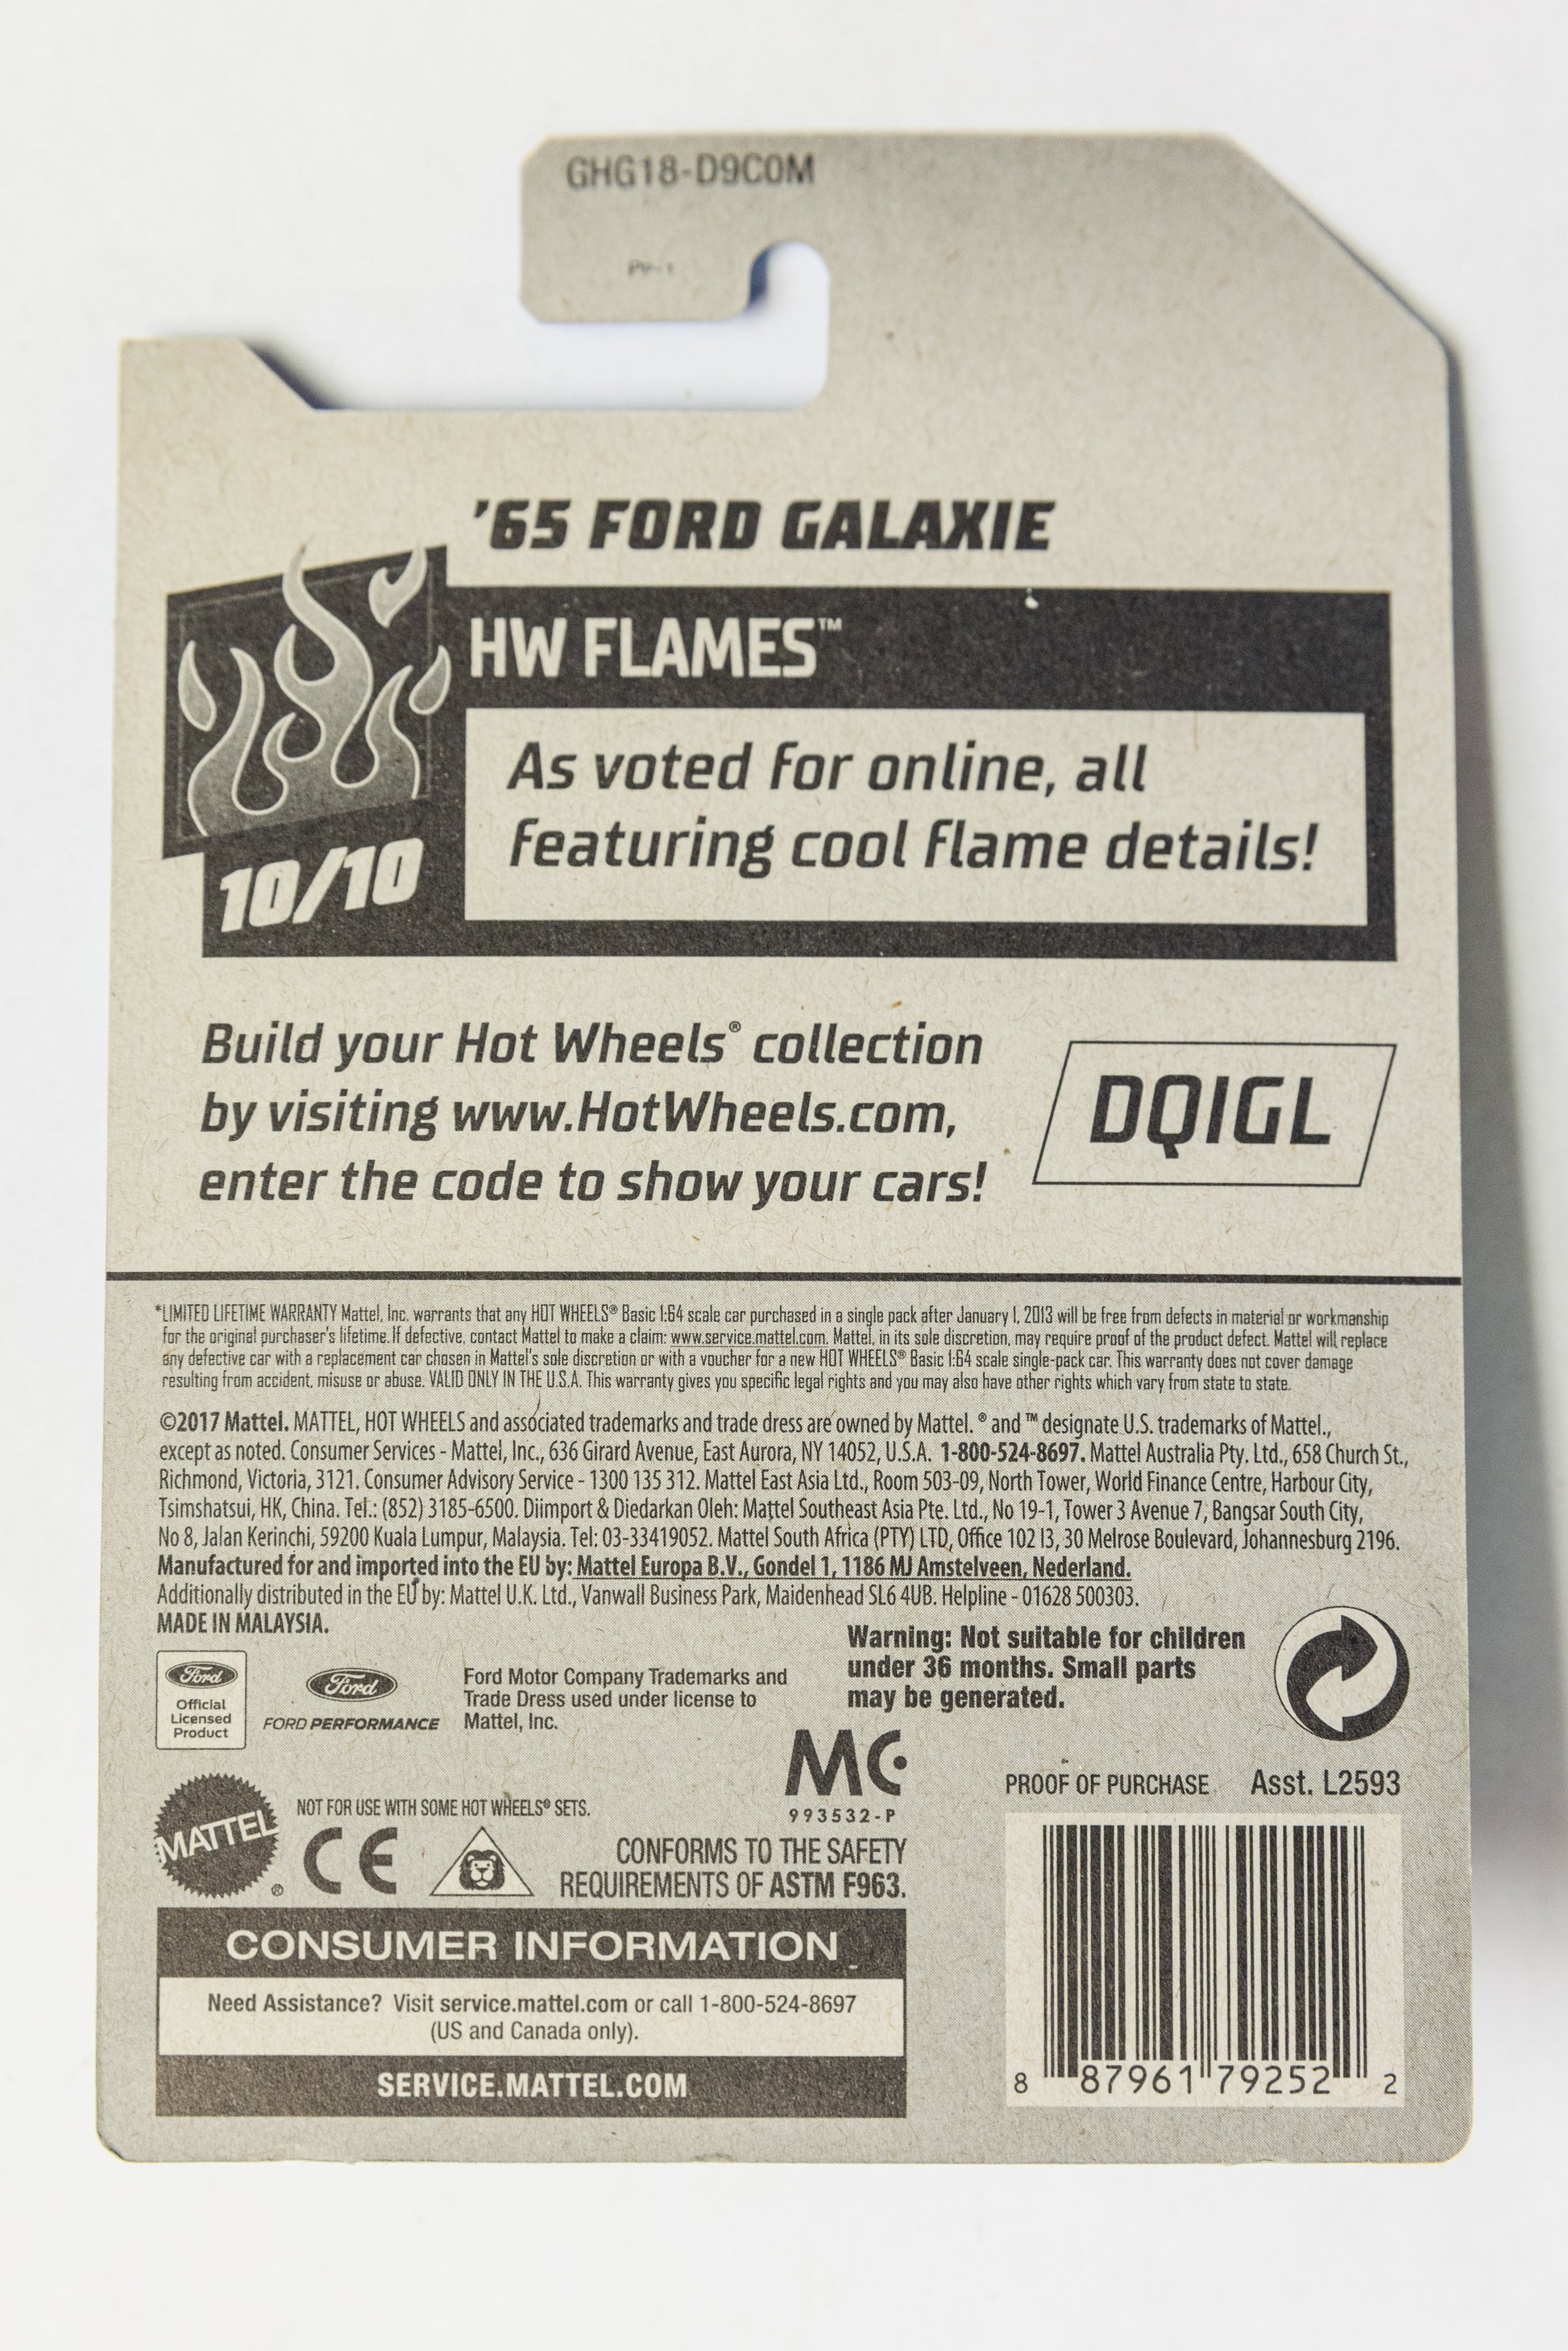 GHG18-D9C0M
PP-1
'65 FORD GALAXIE
HW FLAMES™
As voted for online, all
featuring cool flame details!
10/10
Build your Hot Wheels® collection
by visiting www.HotWheels.com,
enter the code to show your cars!
DQIGL
*LIMITED LIFETIME WARRANTY Mattel, Inc. warrants that any HOT WHEELS® Basic 1:64 scale car purchased in a single pack after January 1, 2013 will be free from defects in material or workmanship
for the original purchaser's lifetime. If defective, contact Mattel to make a claim: www.service.mattel.com. Mattel, in its sole discretion, may require proof of the product defect. Mattel will replace
any defective car with a replacement car chosen in Mattel's sole discretion or with a voucher for a new HOT WHEELS® Basic 1:64 scale single-pack car. This warranty does not cover damage
resulting from accident, misuse or abuse. VALID ONLY IN THE U.S.A. This warranty gives you specific legal rights and you may also have other rights which vary from state to state.
©2017 Mattel. MATTEL, HOT WHEELS and associated trademarks and trade dress are owned by Mattel. ® and ™ designate U.S. trademarks of Mattel.,
except as noted. Consumer Services - Mattel, Inc., 636 Girard Avenue, East Aurora, NY 14052, U.S.A. 1-800-524-8697. Mattel Australia Pty. Ltd., 658 Church St.,
Richmond, Victoria, 3121. Consumer Advisory Service - 1300 135 312. Mattel East Asia Ltd., Room 503-09, North Tower, World Finance Centre, Harbour City,
Tsimshatsui, HK, China. Tel.: (852) 3185-6500. Diimport & Diedarkan Oleh: Mattel Southeast Asia Pte. Ltd., No 19-1, Tower 3 Avenue 7, Bangsar South City,
No 8, Jalan Kerinchi, 59200 Kuala Lumpur, Malaysia. Tel: 03-33419052. Mattel South Africa (PTY) LTD, Office 102 I3, 30 Melrose Boulevard, Johannesburg 2196.
Manufactured for and imported into the EU by: Mattel Europa B.V., Gondel 1, 1186 MJ Amstelveen, Nederland.
Additionally distributed in the EU by: Mattel U.K. Ltd., Vanwall Business Park, Maidenhead SL6 4UB. Helpline - 01628 500303.
MADE IN MALAYSIA.
Warning: Not suitable for children
under 36 months. Small parts
may be generated.
Ford
Official
Licensed
Product
Ford
FORD PERFORMANCE
Ford Motor Company Trademarks and
Trade Dress used under license to
Mattel, Inc.
MC
993532-P
PROOF OF PURCHASE Asst. L2593
MATTEL®
NOT FOR USE WITH SOME HOT WHEELS® SETS.
CE
CONFORMS TO THE SAFETY
REQUIREMENTS OF ASTM F963.
CONSUMER INFORMATION
Need Assistance? Visit service.mattel.com or call 1-800-524-8697
(US and Canada only).
SERVICE.MATTEL.COM
8 87961 79252 2